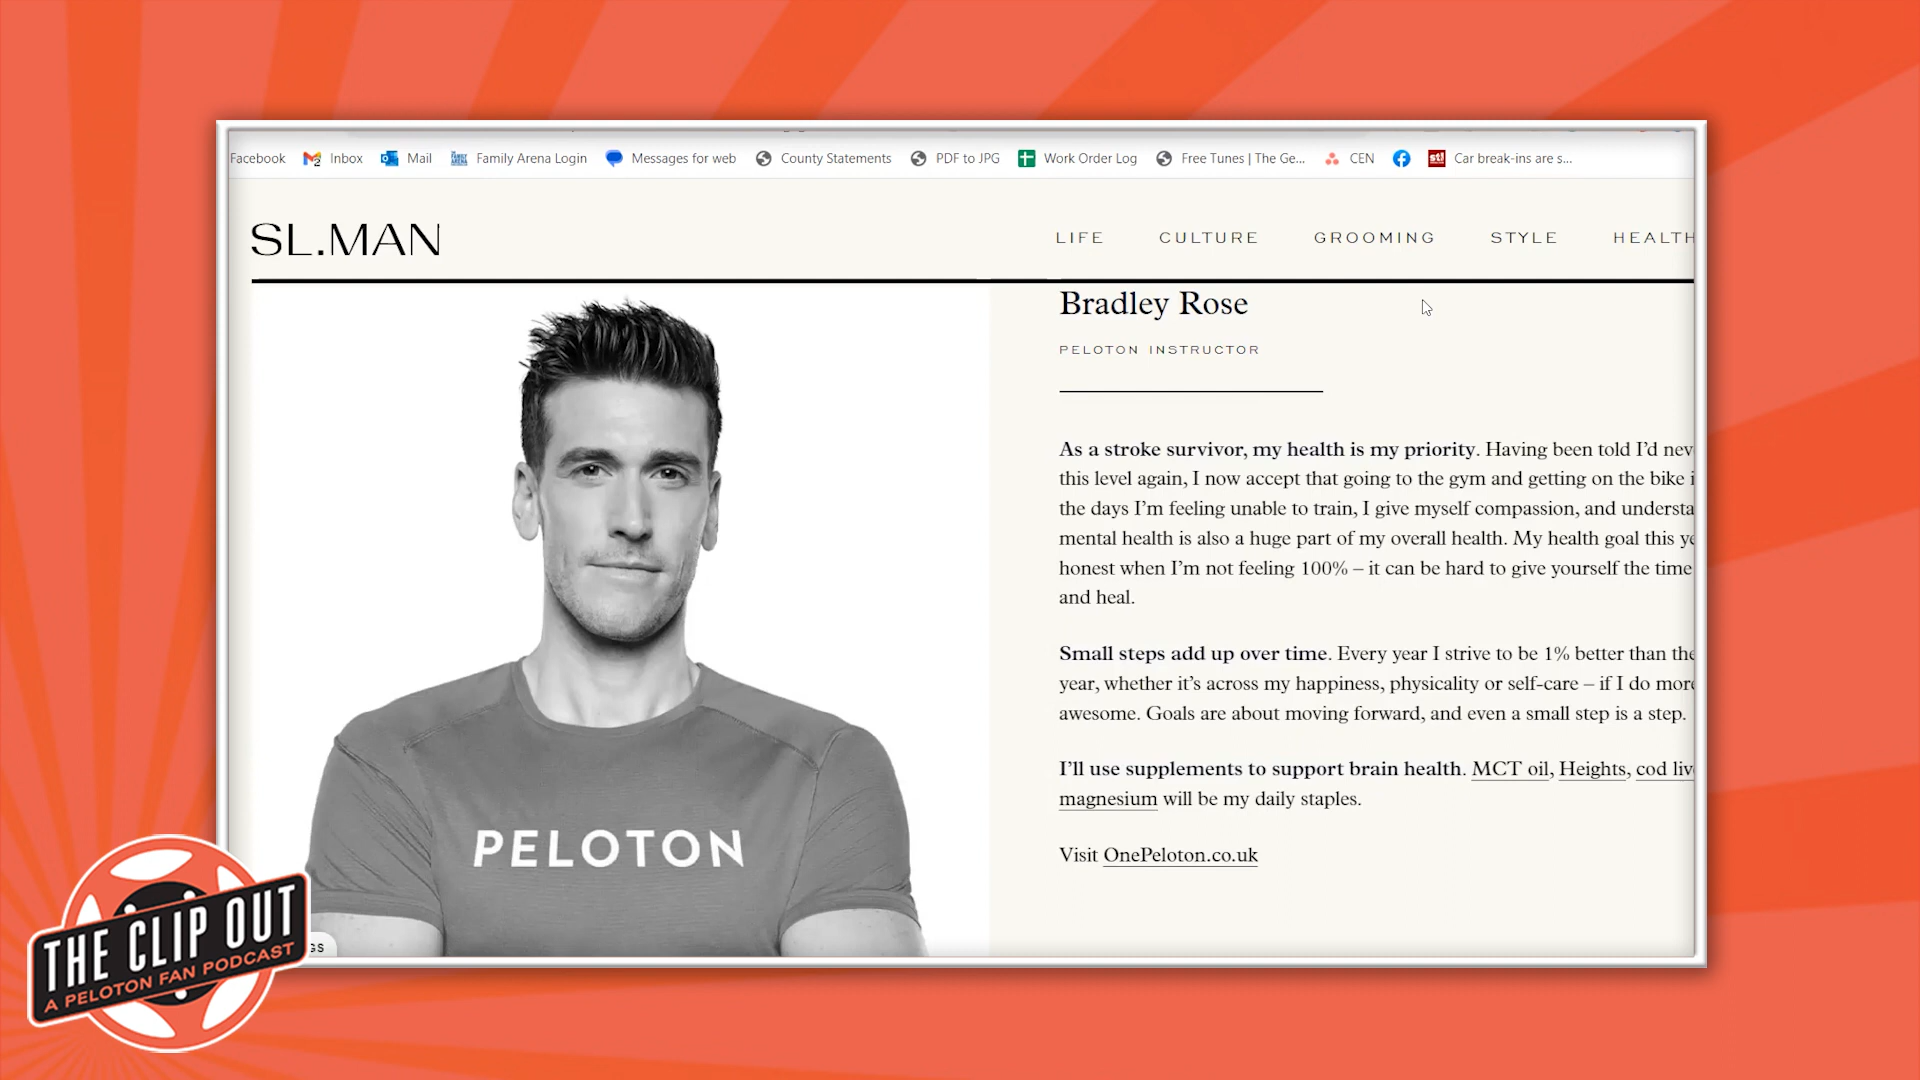 Facebook Inbox Mail Family Arena Login Messages for web County Statements PDF to JPG Work Order Log Free Tunes | The Ge... CEN Car break-ins are s...
SL.MAN
LIFE CULTURE GROOMING STYLE HEALTH
Bradley Rose
PELOTON INSTRUCTOR
As a stroke survivor, my health is my priority. Having been told I'd nev
this level again, I now accept that going to the gym and getting on the bike i
the days I'm feeling unable to train, I give myself compassion, and understa
mental health is also a huge part of my overall health. My health goal this ye
honest when I'm not feeling 100% – it can be hard to give yourself the time
and heal.
Small steps add up over time. Every year I strive to be 1% better than the
year, whether it's across my happiness, physicality or self-care – if I do more
awesome. Goals are about moving forward, and even a small step is a step.
I'll use supplements to support brain health. MCT oil, Heights, cod liv
magnesium will be my daily staples.
Visit OnePeloton.co.uk
PELOTON
GS
THE CLIP OUT
A PELOTON FAN PODCAST